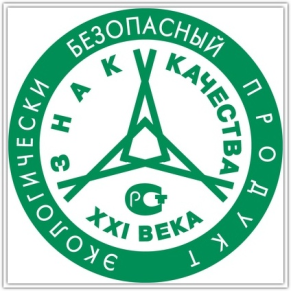 ЭКОЛОГИЧЕСКИ БЕЗОПАСНЫЙ ПРОДУКТ
ЗНАК КАЧЕСТВА
XXI ВЕКА
РСТ